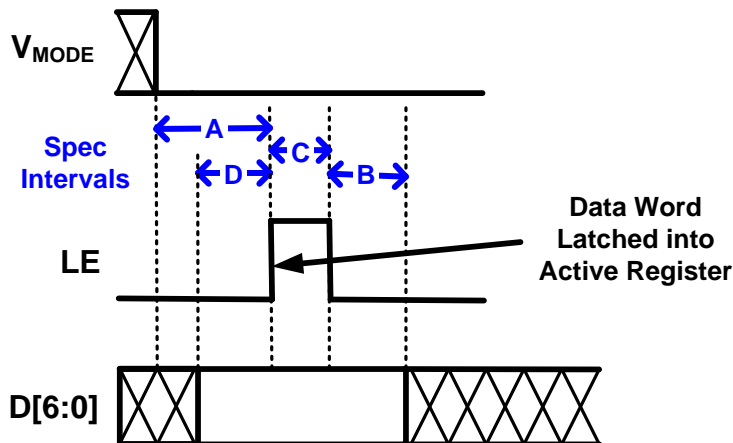 VMODE
A
Spec
Intervals
C
D
B
Data Word
Latched into
Active Register
LE
D[6:0]